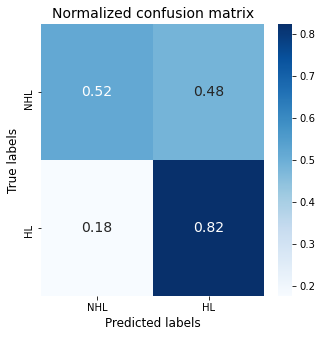 Normalized confusion matrix
True labels
NHL
0.52
0.48
HL
0.18
0.82
NHL
HL
Predicted labels
0.8
0.7
0.6
0.5
0.4
0.3
0.2